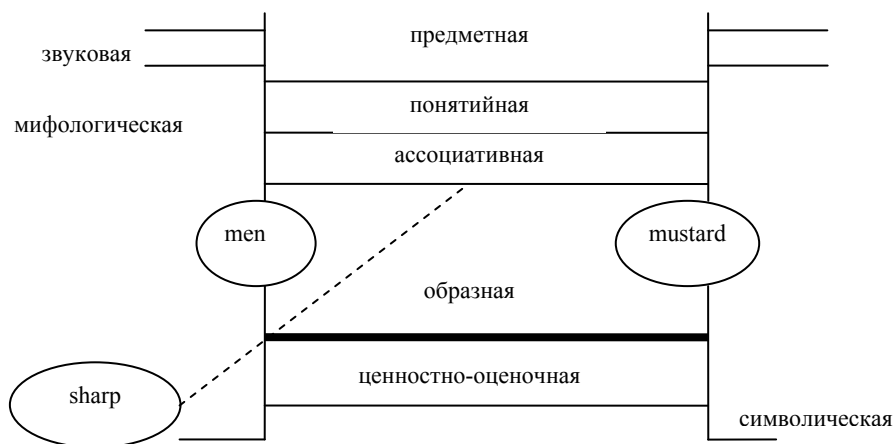 предметная
звуковая
понятийная
мифологическая
ассоциативная
men
mustard
образная
ценностно-оценочная
sharp
символическая